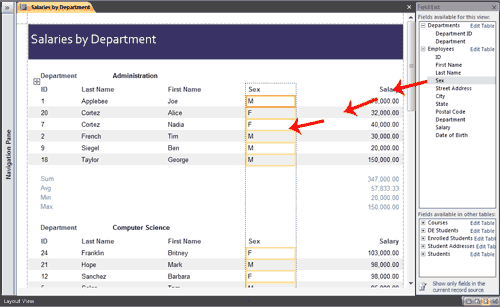 Salaries by Department
Field List
Fields available for this view:
Departments Edit Table
Department ID
Department
Employees Edit Table
ID
First Name
Last Name
Sex
Street Address
City
State
Postal Code
Department
Salary
Date of Birth
Fields available in other tables:
Courses Edit Table
DE Students Edit Table
Enrolled Students Edit Table
Student Addresses Edit Table
Students Edit Table
Show only fields in the current record source
Navigation Pane
Salaries by Department
Department Administration
ID Last Name First Name Sex Salary
1 Applebee Joe M
20 Cortez Alice F 32,000.00
7 Cortez Nadia F 40,000.00
2 French Tim M 30,000.00
9 Siegel Ben M 20,000.00
18 Taylor George M 150,000.00
Sum 347,000.00
Avg 57,833.33
Min 20,000.00
Max 150,000.00
Department Computer Science
ID Last Name First Name Sex Salary
24 Franklin Britney F 103,000.00
21 Hope Mark M 98,000.00
12 Sanchez Barbara F 98,000.00
Layout View